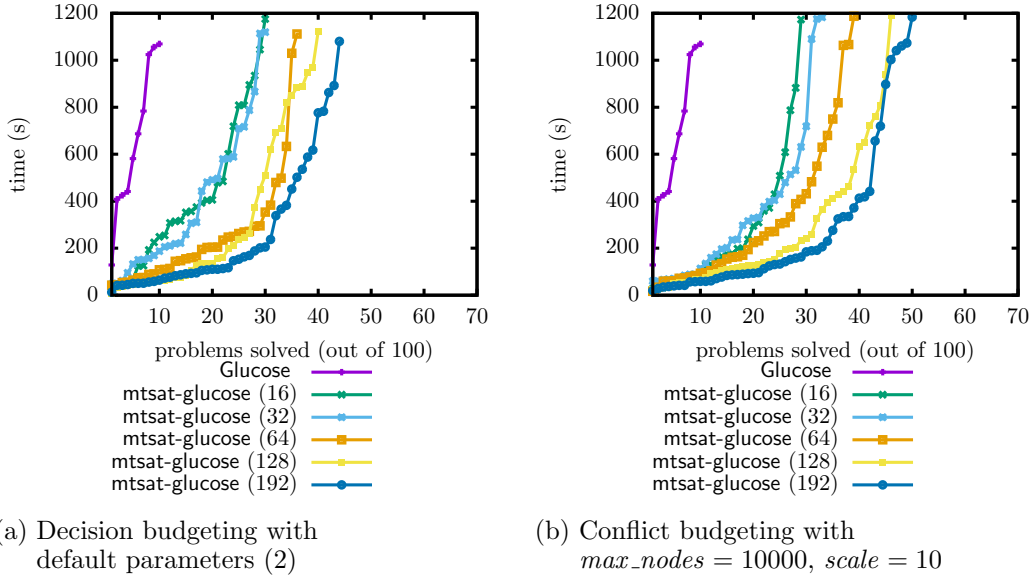 1200
1000
800
600
400
200
0
time (s)
10 20 30 40 50 60 70
problems solved (out of 100)
Glucose
mtsat-glucose (16)
mtsat-glucose (32)
mtsat-glucose (64)
mtsat-glucose (128)
mtsat-glucose (192)
a) Decision budgeting with
default parameters (2)
1200
1000
800
600
400
200
0
time (s)
10 20 30 40 50 60 70
problems solved (out of 100)
Glucose
mtsat-glucose (16)
mtsat-glucose (32)
mtsat-glucose (64)
mtsat-glucose (128)
mtsat-glucose (192)
(b) Conflict budgeting with
max_nodes = 10000, scale = 10